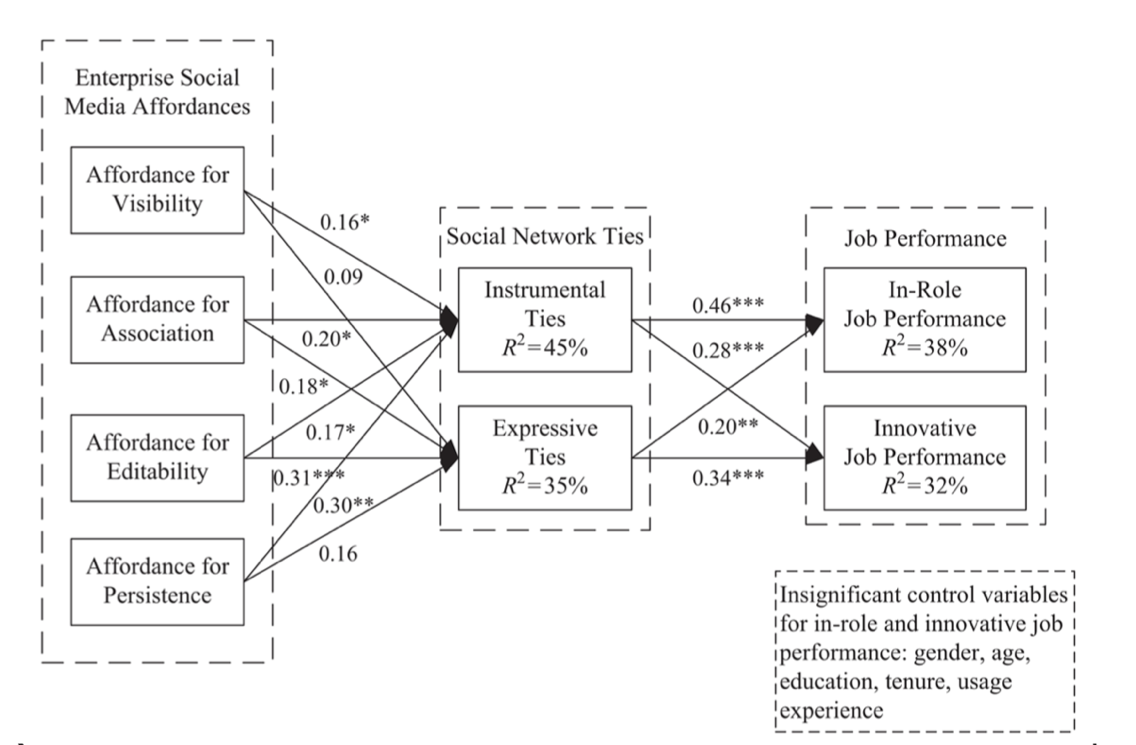 Enterprise Social
Media Affordances
Affordance for
Visibility
Affordance for
Association
Affordance for
Editability
Affordance for
Persistence
0.16*
0.09
0.20*
0.18*
0.17*
0.31***
0.30**
0.16
Social Network Ties
Instrumental
Ties
R²=45%
Expressive
Ties
R²=35%
0.46***
0.28***
0.20**
0.34***
Job Performance
In-Role
Job Performance
R²=38%
Innovative
Job Performance
R²=32%
Insignificant control variables
for in-role and innovative job
performance: gender, age,
education, tenure, usage
experience